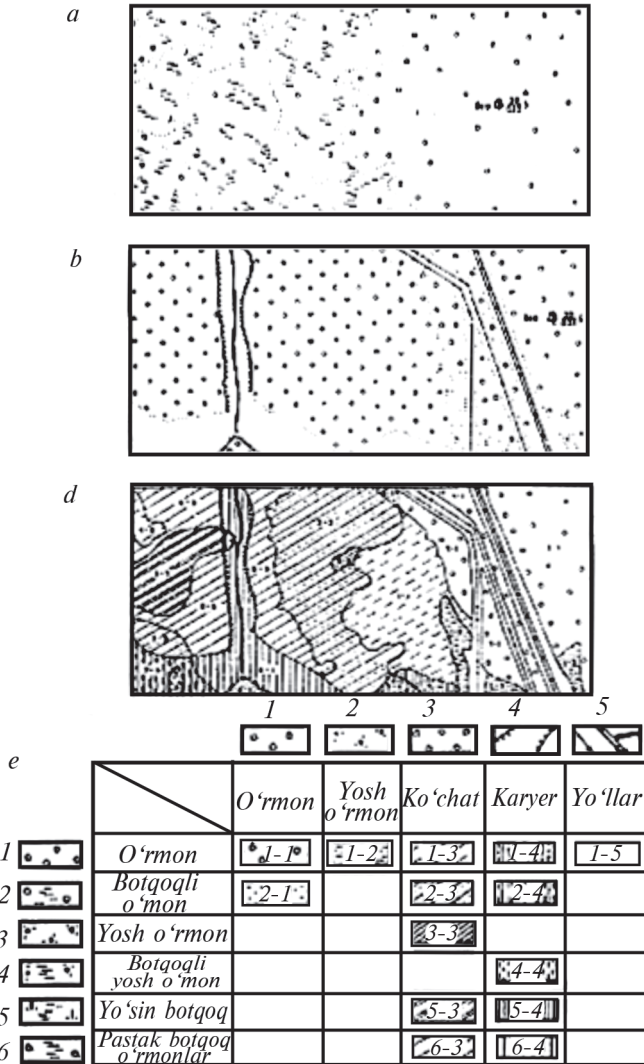 a
b
d
1 2 3 4 5
e
O‘rmon Yosh o‘rmon Ko‘chat Karyer Yo‘llar
1 O‘rmon 1-1 1-2 1-3 1-4 1-5
2 Botqoqli o‘mon 2-1 2-3 2-4
3 Yosh o‘rmon 3-3
4 Botqoqli yosh o‘mon 4-4
5 Yo‘sin botqoq 5-3 5-4
6 Pastak botqoq o‘rmonlar 6-3 6-4